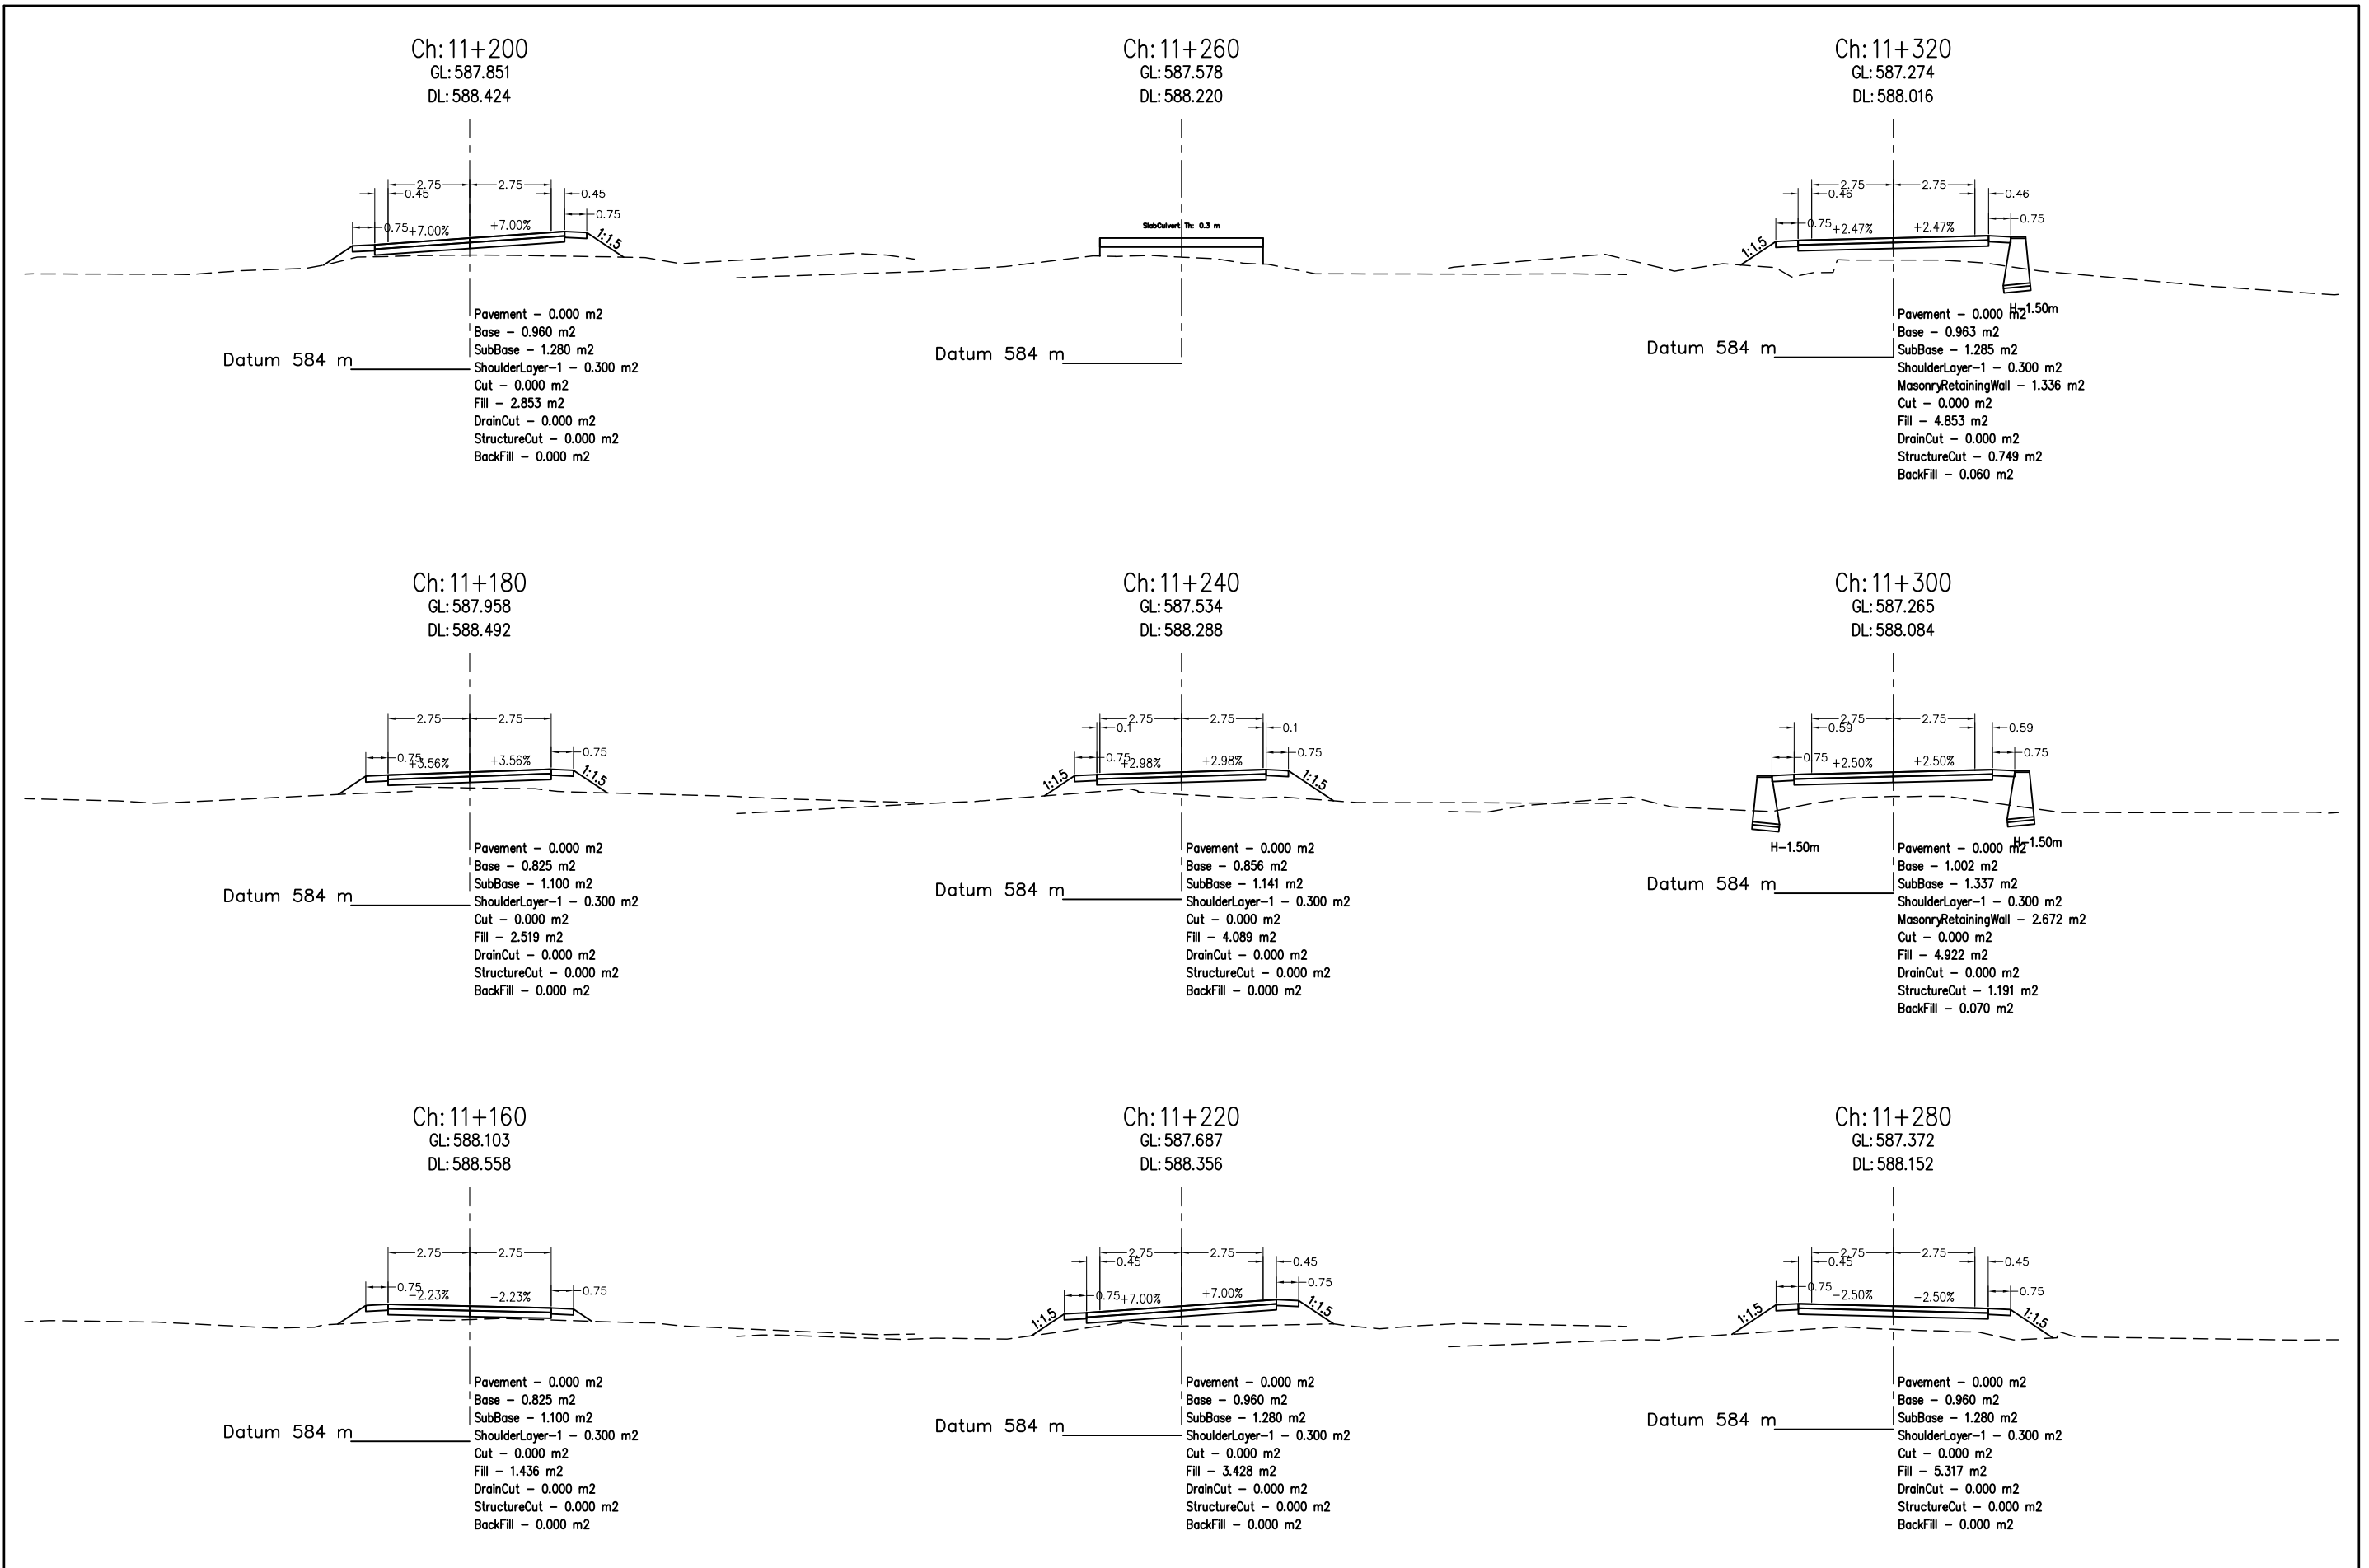 Ch:11+200
GL:587.851
DL:588.424
2.75
2.75
0.45
0.45
0.75
0.75
+7.00%
+7.00%
1:1.5
Pavement - 0.000 m2
Base - 0.960 m2
SubBase - 1.280 m2
Datum 584 m
ShoulderLayer-1 - 0.300 m2
Cut - 0.000 m2
Fill - 2.853 m2
DrainCut - 0.000 m2
StructureCut - 0.000 m2
BackFill - 0.000 m2
Ch:11+260
GL:587.578
DL:588.220
SlabCulvert Th: 0.3 m
Datum 584 m
Ch:11+320
GL:587.274
DL:588.016
2.75
2.75
0.46
0.46
0.75
0.75
+2.47%
+2.47%
1:1.5
H-1.50m
Pavement - 0.000 m2
Base - 0.963 m2
Datum 584 m
SubBase - 1.285 m2
ShoulderLayer-1 - 0.300 m2
MasonryRetainingWall - 1.336 m2
Cut - 0.000 m2
Fill - 4.853 m2
DrainCut - 0.000 m2
StructureCut - 0.749 m2
BackFill - 0.060 m2
Ch:11+180
GL:587.958
DL:588.492
2.75
2.75
0.75
0.75
+3.56%
+3.56%
1:1.5
Pavement - 0.000 m2
Base - 0.825 m2
SubBase - 1.100 m2
Datum 584 m
ShoulderLayer-1 - 0.300 m2
Cut - 0.000 m2
Fill - 2.519 m2
DrainCut - 0.000 m2
StructureCut - 0.000 m2
BackFill - 0.000 m2
Ch:11+240
GL:587.534
DL:588.288
2.75
2.75
0.1
0.1
0.75
0.75
+2.98%
+2.98%
1:1.5
1:1.5
Pavement - 0.000 m2
Base - 0.856 m2
SubBase - 1.141 m2
Datum 584 m
ShoulderLayer-1 - 0.300 m2
Cut - 0.000 m2
Fill - 4.089 m2
DrainCut - 0.000 m2
StructureCut - 0.000 m2
BackFill - 0.000 m2
Ch:11+300
GL:587.265
DL:588.084
2.75
2.75
0.59
0.59
0.75
0.75
+2.50%
+2.50%
H-1.50m
H-1.50m
Pavement - 0.000 m2
Base - 1.002 m2
SubBase - 1.337 m2
Datum 584 m
ShoulderLayer-1 - 0.300 m2
MasonryRetainingWall - 2.672 m2
Cut - 0.000 m2
Fill - 4.922 m2
DrainCut - 0.000 m2
StructureCut - 1.191 m2
BackFill - 0.070 m2
Ch:11+160
GL:588.103
DL:588.558
2.75
2.75
0.75
0.75
-2.23%
-2.23%
Pavement - 0.000 m2
Base - 0.825 m2
SubBase - 1.100 m2
Datum 584 m
ShoulderLayer-1 - 0.300 m2
Cut - 0.000 m2
Fill - 1.436 m2
DrainCut - 0.000 m2
StructureCut - 0.000 m2
BackFill - 0.000 m2
Ch:11+220
GL:587.687
DL:588.356
2.75
2.75
0.45
0.45
0.75
0.75
+7.00%
+7.00%
1:1.5
1:1.5
Pavement - 0.000 m2
Base - 0.960 m2
SubBase - 1.280 m2
Datum 584 m
ShoulderLayer-1 - 0.300 m2
Cut - 0.000 m2
Fill - 3.428 m2
DrainCut - 0.000 m2
StructureCut - 0.000 m2
BackFill - 0.000 m2
Ch:11+280
GL:587.372
DL:588.152
2.75
2.75
0.45
0.45
0.75
0.75
-2.50%
-2.50%
1:1.5
1:1.5
Pavement - 0.000 m2
Base - 0.960 m2
SubBase - 1.280 m2
Datum 584 m
ShoulderLayer-1 - 0.300 m2
Cut - 0.000 m2
Fill - 5.317 m2
DrainCut - 0.000 m2
StructureCut - 0.000 m2
BackFill - 0.000 m2